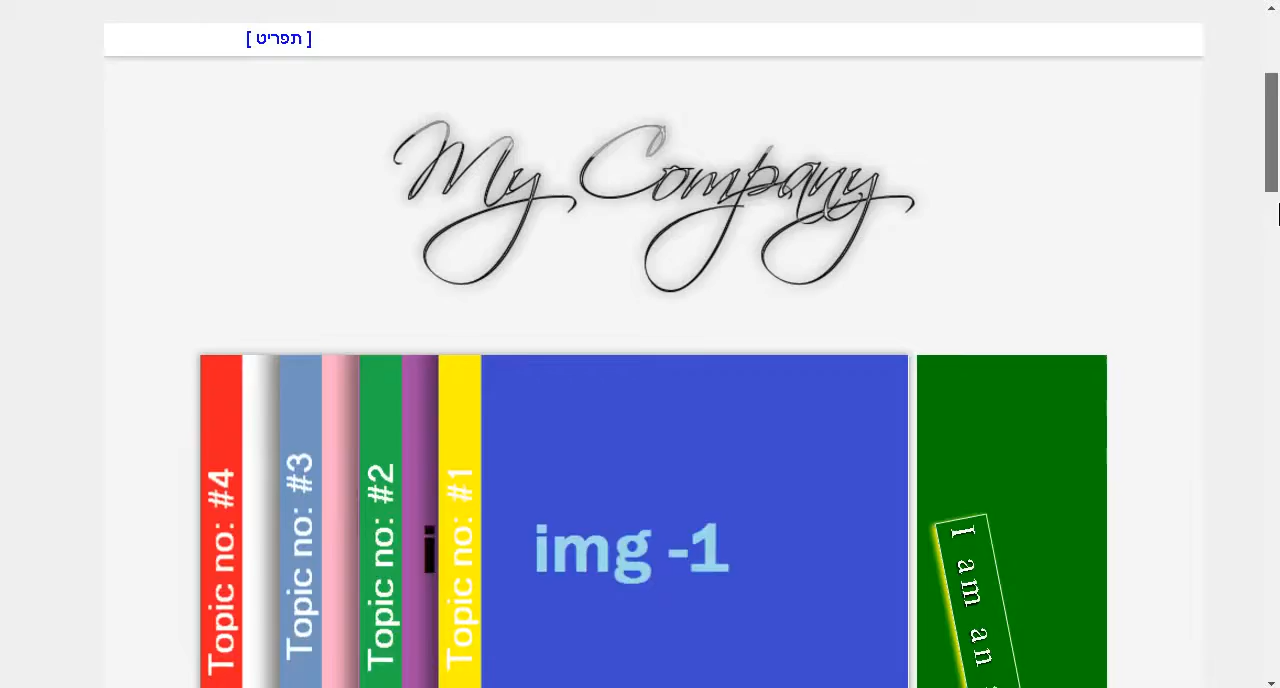 [ תפריט ]
My Company
Topic no: #4
Topic no: #3
Topic no: #2
Topic no: #1
img -1
I am an